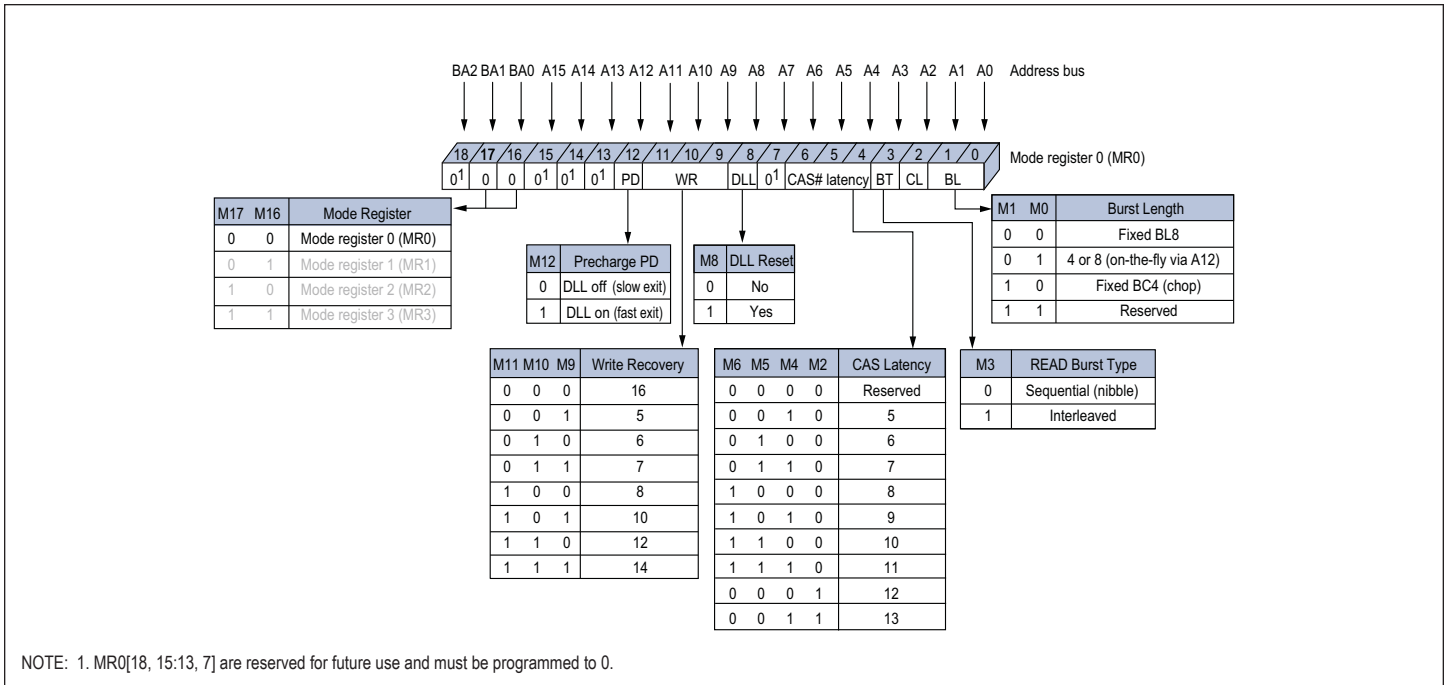 BA2 BA1 BA0 A15 A14 A13 A12 A11 A10 A9 A8 A7 A6 A5 A4 A3 A2 A1 A0 Address bus
18 17 16 15 14 13 12 11 10 9 8 7 6 5 4 3 2 1 0
Mode register 0 (MR0)
0¹ 0 0 0¹ 0¹ 0¹ PD WR DLL 0¹ CAS# latency BT CL BL
M17 M16 Mode Register
0 0 Mode register 0 (MR0)
0 1 Mode register 1 (MR1)
1 0 Mode register 2 (MR2)
1 1 Mode register 3 (MR3)
M12 Precharge PD
0 DLL off (slow exit)
1 DLL on (fast exit)
M8 DLL Reset
0 No
1 Yes
M1 M0 Burst Length
0 0 Fixed BL8
0 1 4 or 8 (on-the-fly via A12)
1 0 Fixed BC4 (chop)
1 1 Reserved
M11 M10 M9 Write Recovery
0 0 0 16
0 0 1 5
0 1 0 6
0 1 1 7
1 0 0 8
1 0 1 10
1 1 0 12
1 1 1 14
M6 M5 M4 M2 CAS Latency
0 0 0 0 Reserved
0 0 1 0 5
0 1 0 0 6
0 1 1 0 7
1 0 0 0 8
1 0 1 0 9
1 1 0 0 10
1 1 1 0 11
0 0 0 1 12
0 0 1 1 13
M3 READ Burst Type
0 Sequential (nibble)
1 Interleaved
NOTE: 1. MR0[18, 15:13, 7] are reserved for future use and must be programmed to 0.